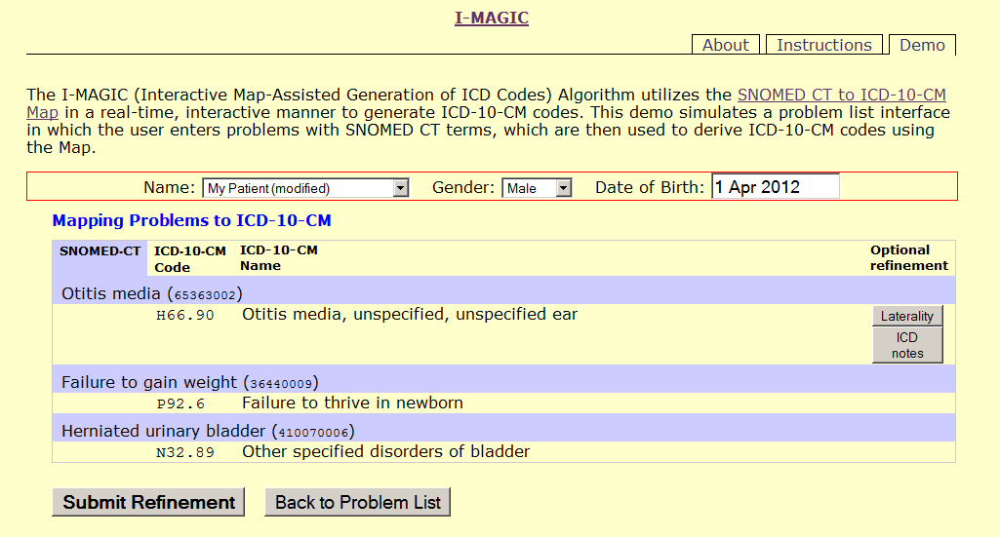 I-MAGIC
About Instructions Demo
The I-MAGIC (Interactive Map-Assisted Generation of ICD Codes) Algorithm utilizes the SNOMED CT to ICD-10-CM
Map in a real-time, interactive manner to generate ICD-10-CM codes. This demo simulates a problem list interface
in which the user enters problems with SNOMED CT terms, which are then used to derive ICD-10-CM codes using
the Map.
Name: My Patient (modified) Gender: Male Date of Birth: 1 Apr 2012
Mapping Problems to ICD-10-CM
SNOMED-CT ICD-10-CM ICD-10-CM Optional
Code Name refinement
Otitis media (65363002)
H66.90 Otitis media, unspecified, unspecified ear Laterality
ICD
notes
Failure to gain weight (36440009)
P92.6 Failure to thrive in newborn
Herniated urinary bladder (410070006)
N32.89 Other specified disorders of bladder
Submit Refinement Back to Problem List